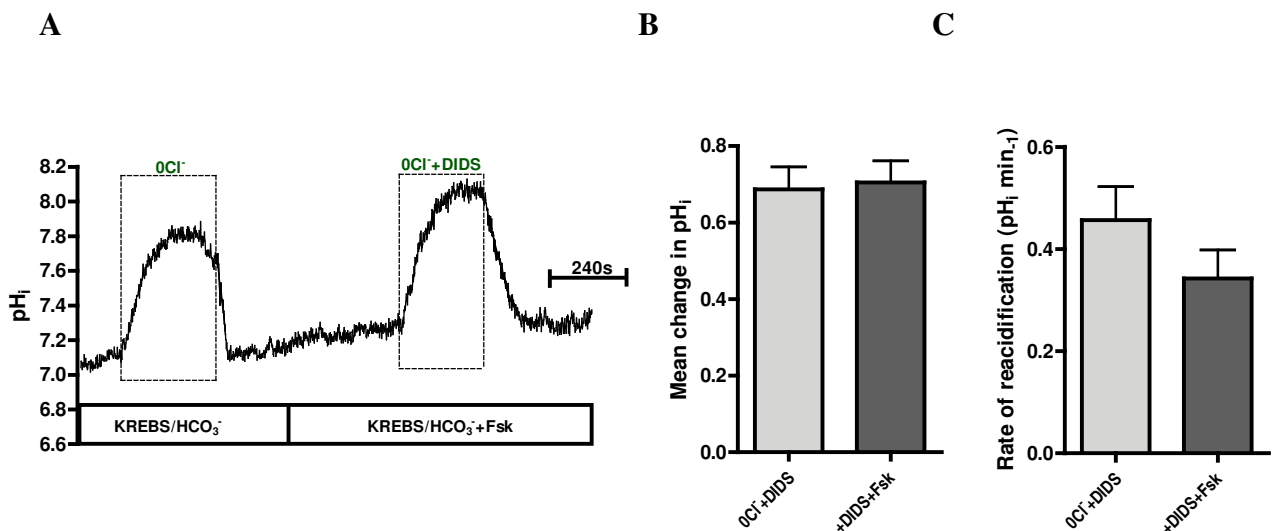 A
B
C
8.2
8.0
7.8
7.6
7.4
7.2
7.0
6.8
6.6
pHᵢ
0Cl⁻
0Cl⁻+DIDS
240s
KREBS/HCO₃⁻
KREBS/HCO₃⁻+Fsk
0.8
0.6
0.4
0.2
0.0
Mean change in pHᵢ
0Cl⁻+DIDS
+DIDS+Fsk
0.6
0.4
0.2
0.0
Rate of reacidification (pHᵢ min₋₁)
0Cl⁻+DIDS
+DIDS+Fsk